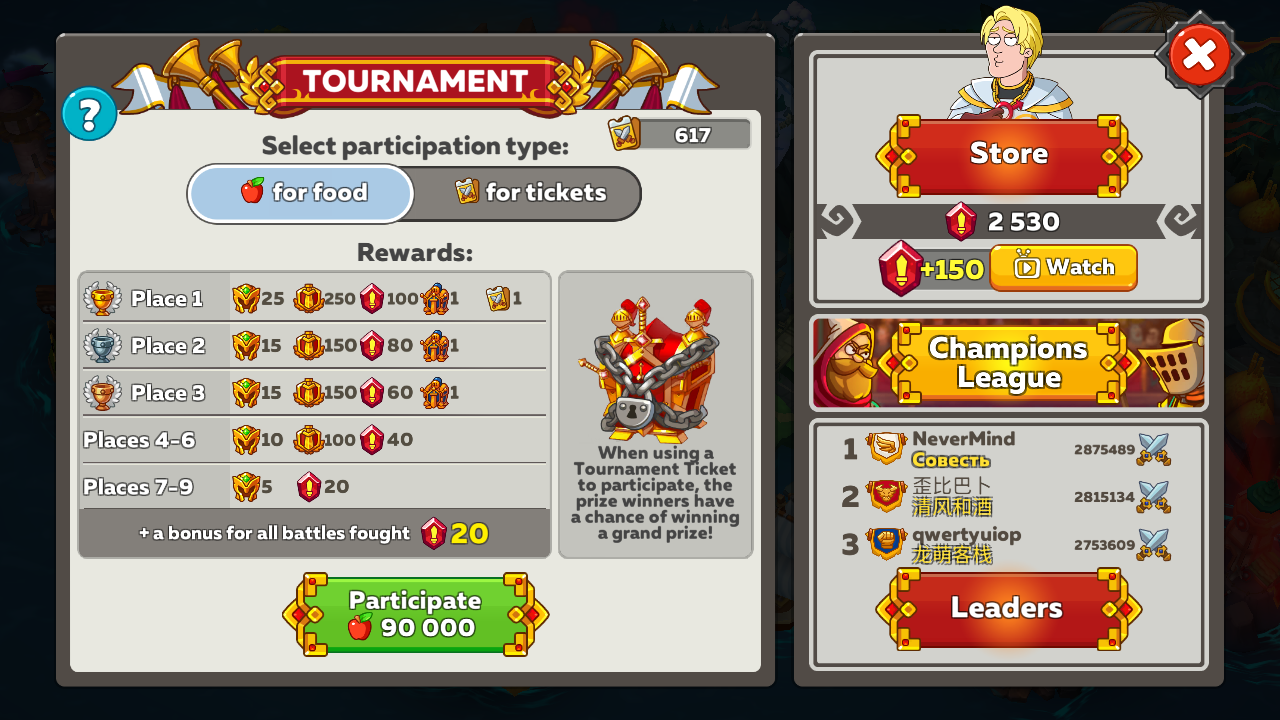 TOURNAMENT
?
617
Select participation type:
for food
for tickets
Rewards:
Place 1 25 250 100 1 1
Place 2 15 150 80 1
Place 3 15 150 60 1
Places 4-6 10 100 40
Places 7-9 5 20
+ a bonus for all battles fought 20
When using a
Tournament Ticket
to participate, the
prize winners have
a chance of winning
a grand prize!
Participate
90 000
Store
2 530
+150 Watch
Champions
League
1 NeverMind 2875489
Совесть
2 歪比巴卜 2815134
清风和酒
3 qwertyuiop 2753609
龙萌客栈
Leaders